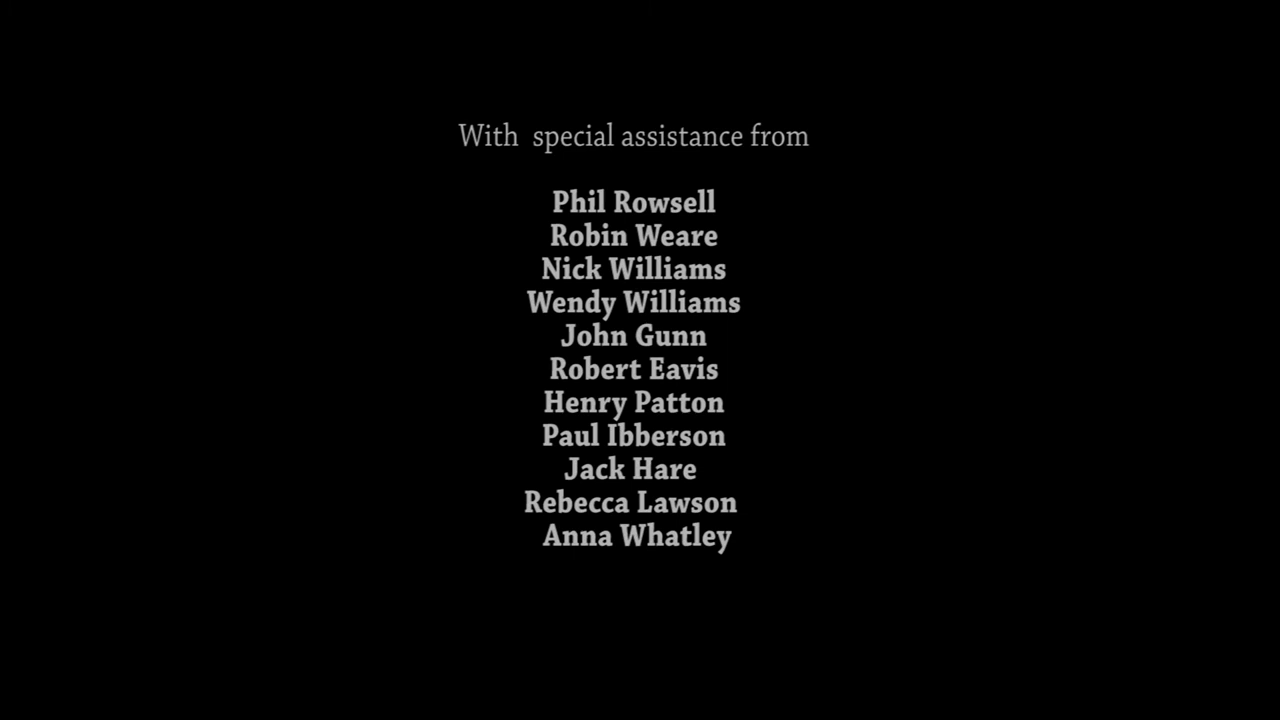 With  special assistance from
Phil Rowsell
Robin Weare
Nick Williams
Wendy Williams
John Gunn
Robert Eavis
Henry Patton
Paul Ibberson
Jack Hare
Rebecca Lawson
Anna Whatley